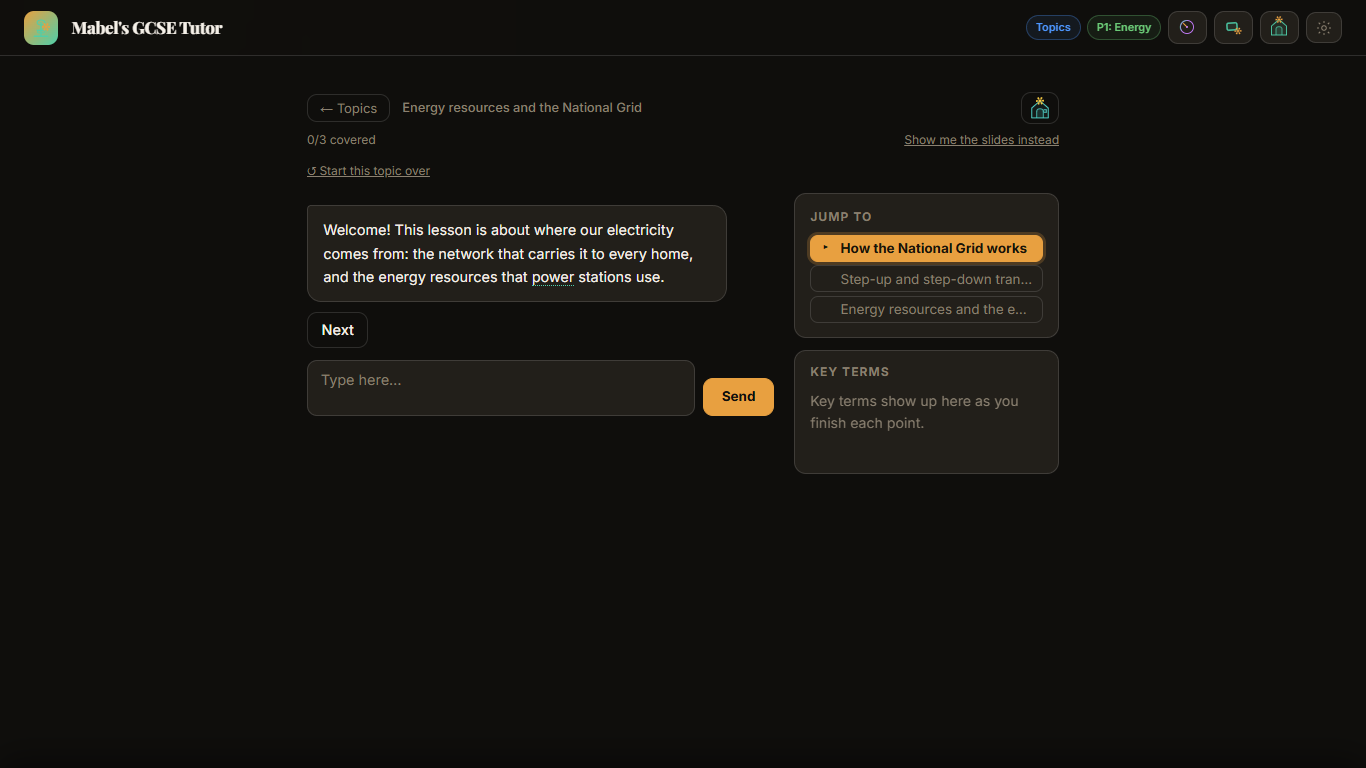 Mabel's GCSE Tutor
Topics
P1: Energy
← Topics
Energy resources and the National Grid
0/3 covered
Show me the slides instead
↺ Start this topic over
Welcome! This lesson is about where our electricity
comes from: the network that carries it to every home,
and the energy resources that power stations use.
Next
Type here...
Send
JUMP TO
‣ How the National Grid works
Step-up and step-down tran...
Energy resources and the e...
KEY TERMS
Key terms show up here as you
finish each point.